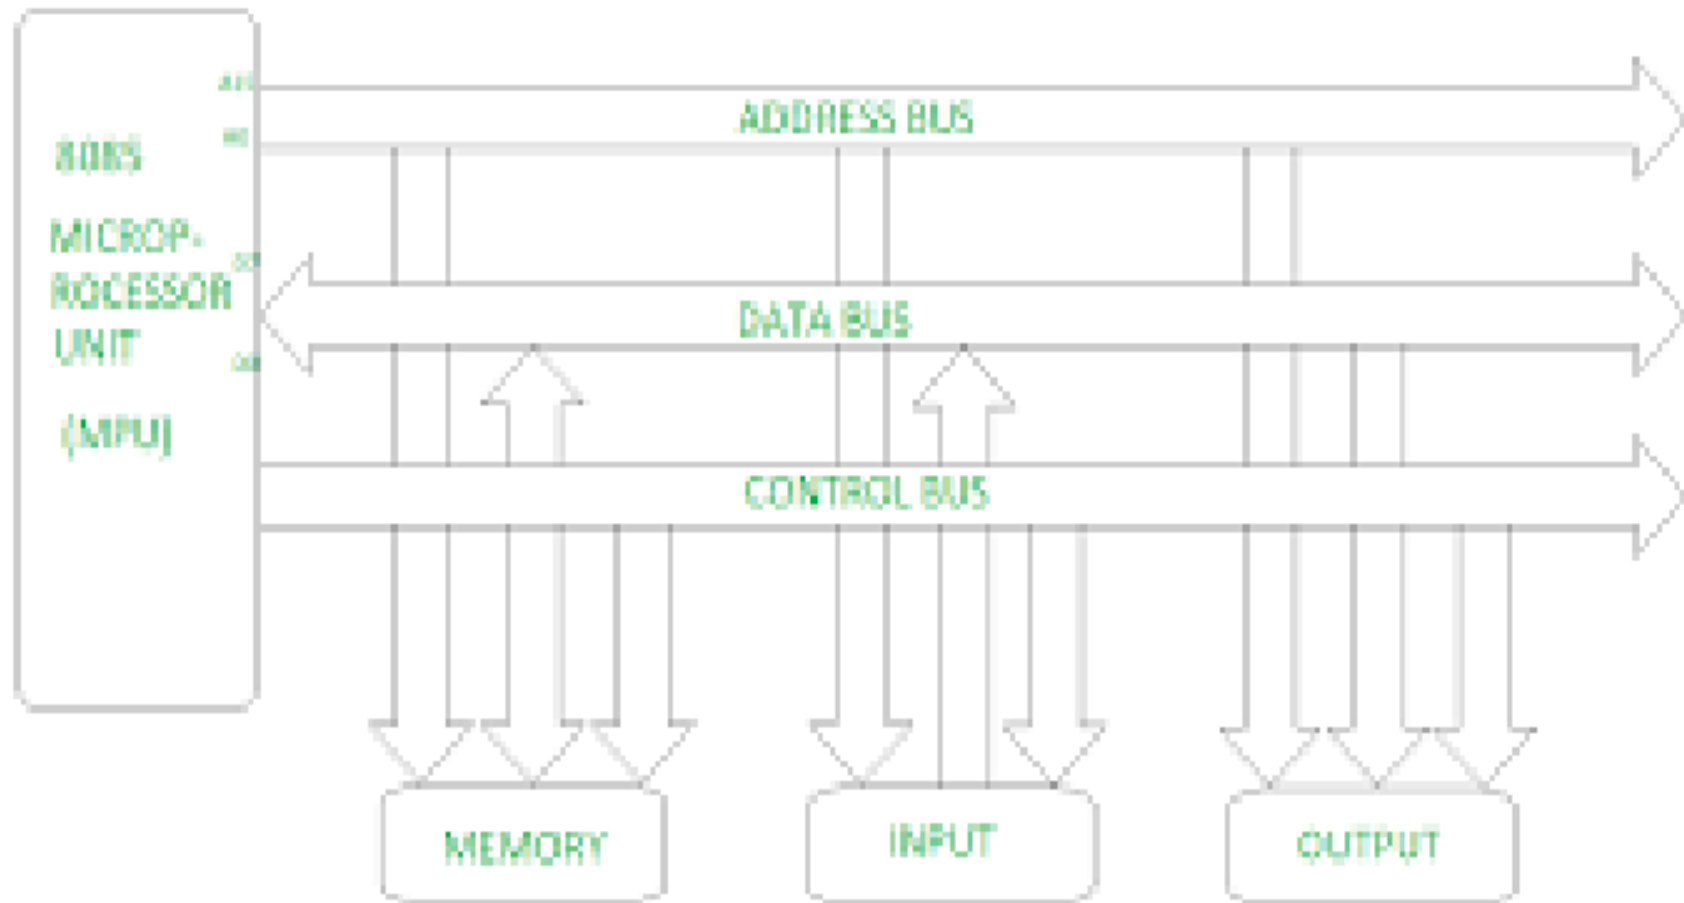 8085
MICROP-
ROCESSOR
UNIT
(MPU)
ADDRESS BUS
DATA BUS
CONTROL BUS
MEMORY
INPUT
OUTPUT